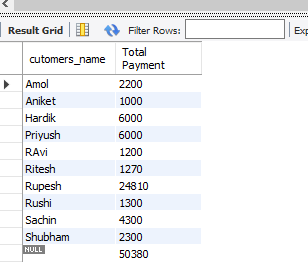 Result Grid Filter Rows: Exp
cutomers_name Total
Payment
Amol 2200
Aniket 1000
Hardik 6000
Priyush 6000
RAvi 1200
Ritesh 1270
Rupesh 24810
Rushi 1300
Sachin 4300
Shubham 2300
NULL 50380